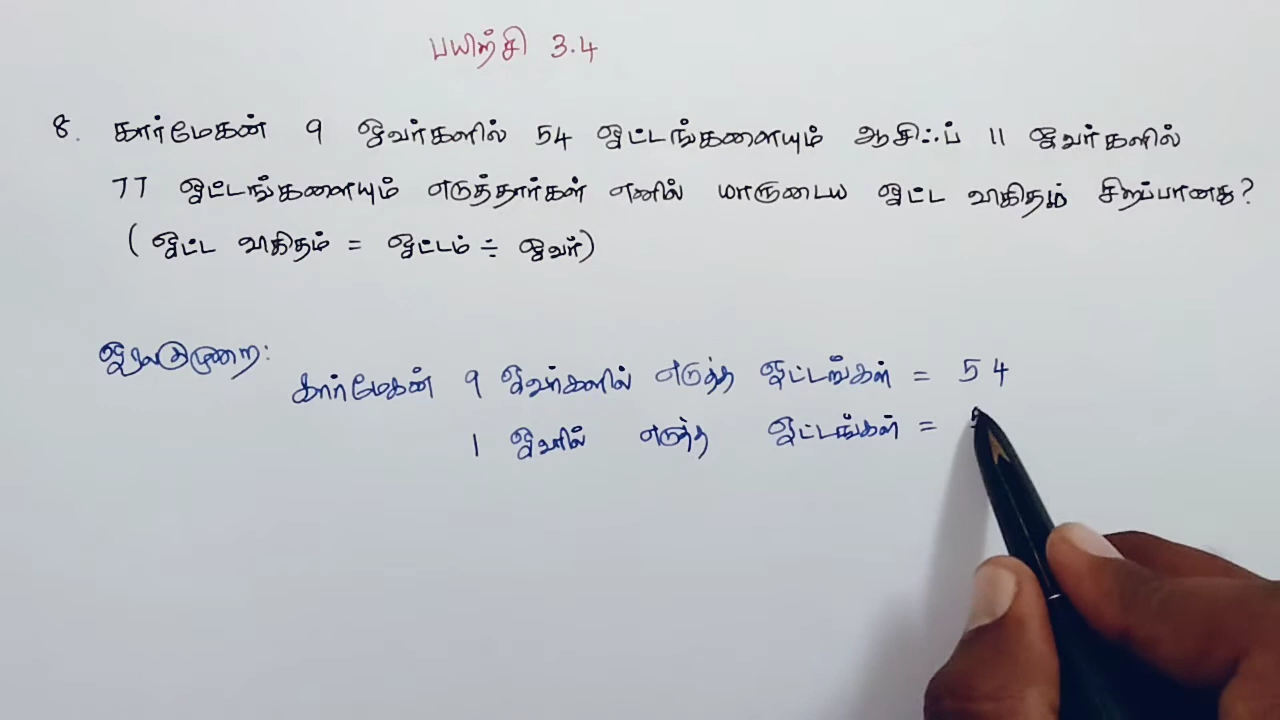 பயிற்சி 3.4
8. கார்மேகன் 9 ஓவர்களில் 54 ஓட்டங்களையும் ஆசிஃப் 11 ஓவர்களில்
77 ஓட்டங்களையும் எடுத்தார்கள் எனில் யாருடைய ஓட்ட விகிதம் சிறப்பானது?
( ஓட்ட விகிதம் = ஓட்டம் ÷ ஓவர்)
ஓரலகுமுறை:
கார்மேகன் 9 ஓவர்களில் எடுத்த ஓட்டங்கள் = 54
1 ஓவரில் எடுத்த ஓட்டங்கள் = 5